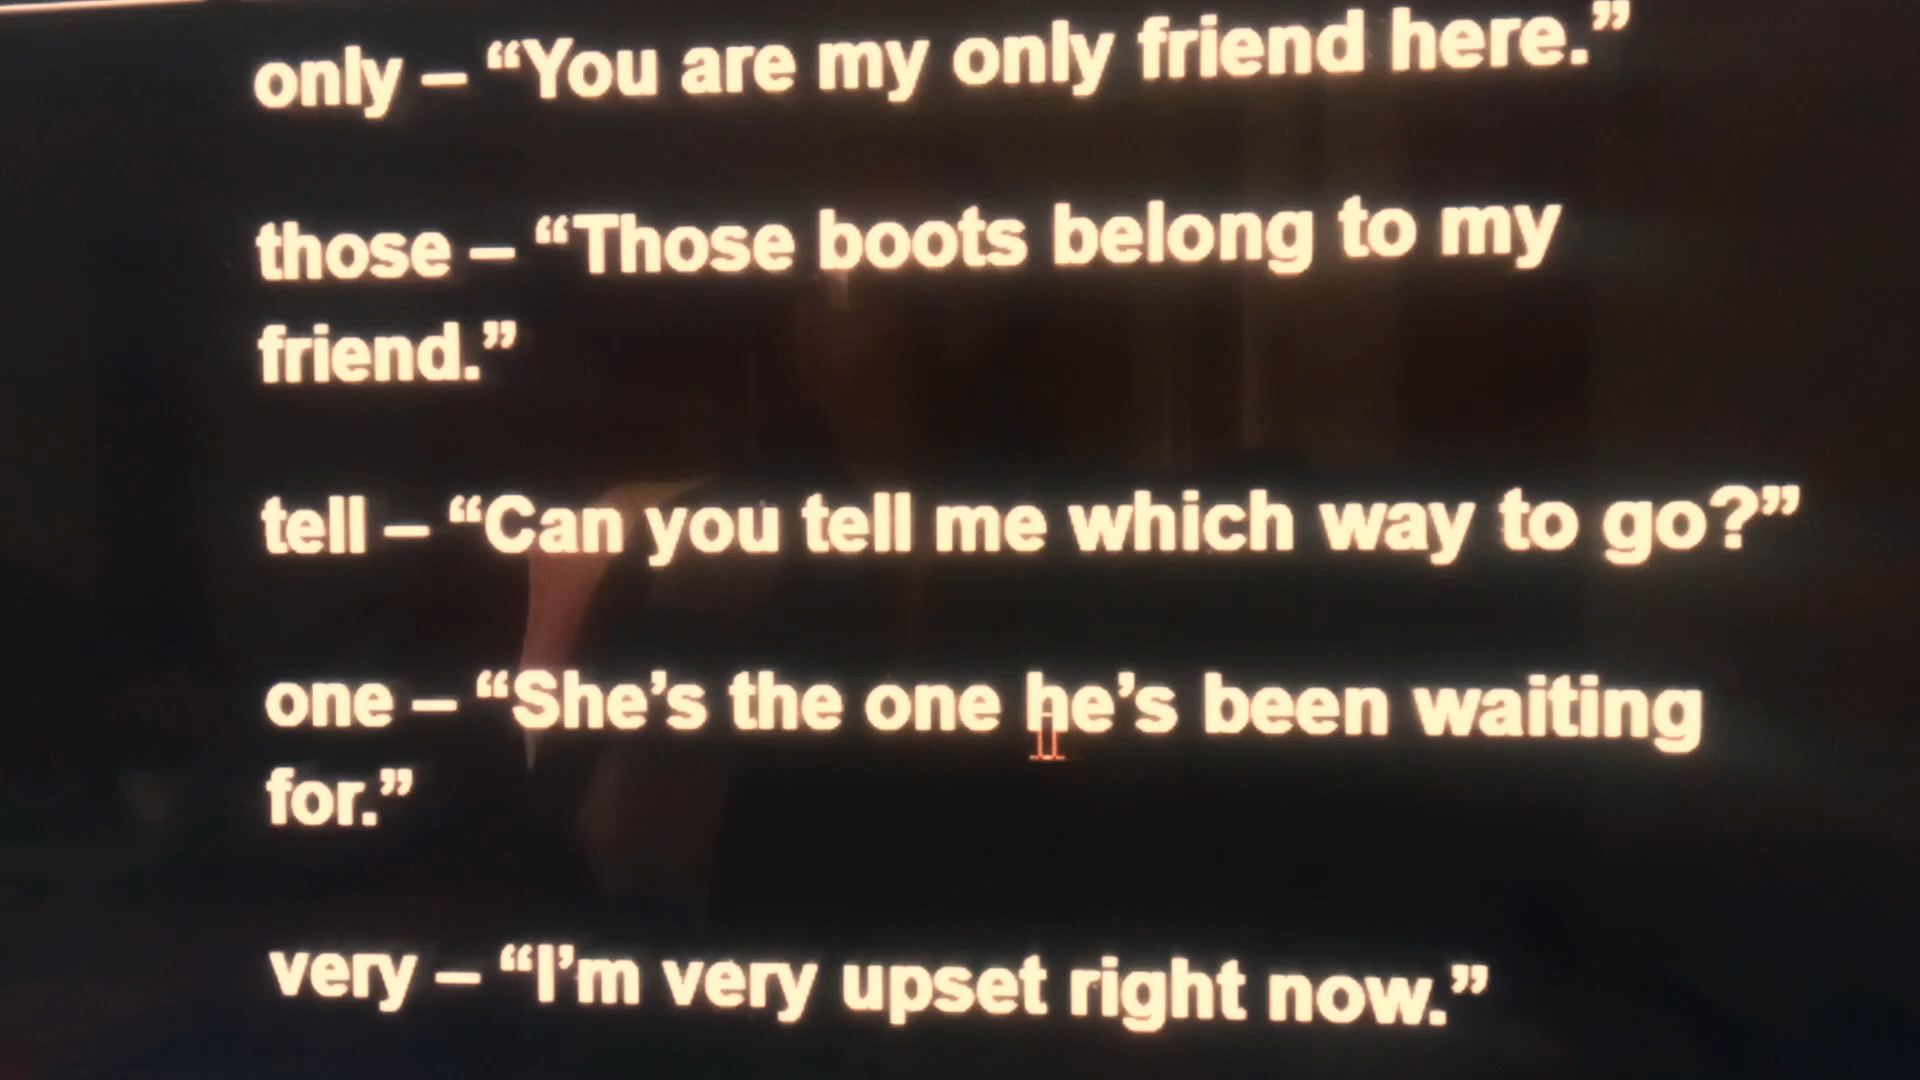 only – “You are my only friend here.”
those – “Those boots belong to my
friend.”
tell – “Can you tell me which way to go?”
one – “She’s the one he’s been waiting
for.”
very – “I’m very upset right now.”